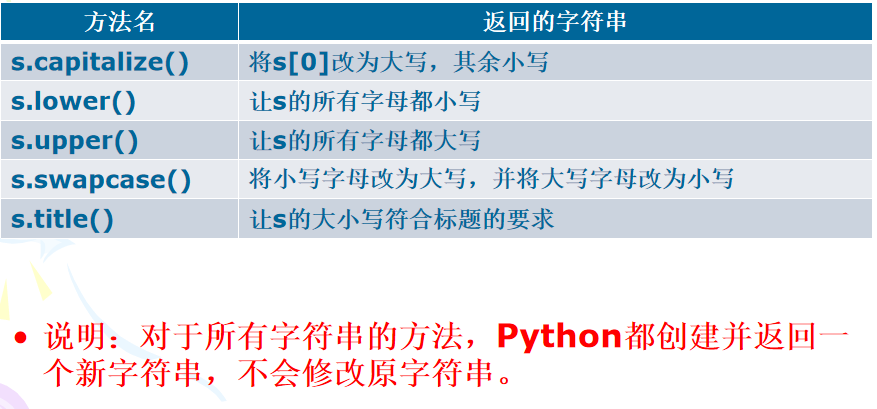 方法名 返回的字符串
s.capitalize() 将s[0]改为大写，其余小写
s.lower() 让s的所有字母都小写
s.upper() 让s的所有字母都大写
s.swapcase() 将小写字母改为大写，并将大写字母改为小写
s.title() 让s的大小写符合标题的要求
• 说明：对于所有字符串的方法，Python都创建并返回一
个新字符串，不会修改原字符串。